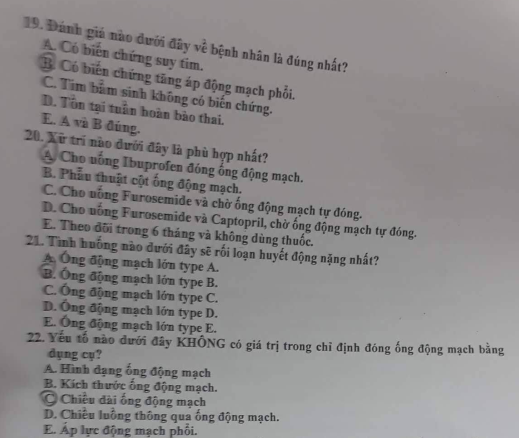 19. Đánh giá nào dưới đây về bệnh nhân là đúng nhất?
A. Có biến chứng suy tim.
B. Có biến chứng tăng áp động mạch phổi.
C. Tim bẩm sinh không có biến chứng.
D. Tồn tại tuần hoàn bào thai.
E. A và B đúng.
20. Xử trí nào dưới đây là phù hợp nhất?
A. Cho uống Ibuprofen đóng ống động mạch.
B. Phẫu thuật cột ống động mạch.
C. Cho uống Furosemide và chờ ống động mạch tự đóng.
D. Cho uống Furosemide và Captopril, chờ ống động mạch tự đóng.
E. Theo dõi trong 6 tháng và không dùng thuốc.
21. Tình huống nào dưới đây sẽ rối loạn huyết động nặng nhất?
A. Ống động mạch lớn type A.
B. Ống động mạch lớn type B.
C. Ống động mạch lớn type C.
D. Ống động mạch lớn type D.
E. Ống động mạch lớn type E.
22. Yếu tố nào dưới đây KHÔNG có giá trị trong chỉ định đóng ống động mạch bằng
dụng cụ?
A. Hình dạng ống động mạch
B. Kích thước ống động mạch.
C. Chiều dài ống động mạch
D. Chiều luồng thông qua ống động mạch.
E. Áp lực động mạch phổi.